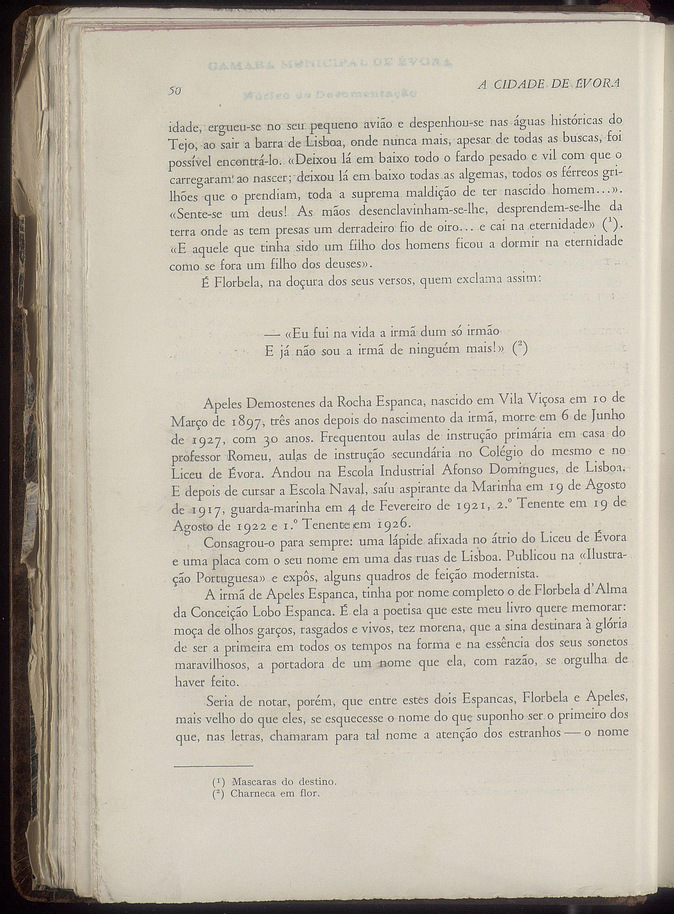 CAMARA MUNICIPAL DE ÉVORA
Núcleo de Documentação
50
A CIDADE DE ÉVORA
idade, ergueu-se no seu pequeno avião e despenhou-se nas águas históricas do
Tejo, ao sair a barra de Lisboa, onde nunca mais, apesar de todas as buscas, foi
possível encontrá-lo. «Deixou lá em baixo todo o fardo pesado e vil com que o
carregaram ao nascer; deixou lá em baixo todas as algemas, todos os férreos gri-
lhões que o prendiam, toda a suprema maldição de ter nascido homem...».
«Sente-se um deus! As mãos desenclavinham-se-lhe, desprendem-se-lhe da
terra onde as tem presas um derradeiro fio de oiro... e cai na eternidade» (¹).
«E aquele que tinha sido um filho dos homens ficou a dormir na eternidade
como se fora um filho dos deuses».
É Florbela, na doçura dos seus versos, quem exclama assim:
— «Eu fui na vida a irmã dum só irmão
E já não sou a irmã de ninguém mais!» (²)
Apeles Demostenes da Rocha Espanca, nascido em Vila Viçosa em 10 de
Março de 1897, três anos depois do nascimento da irmã, morre em 6 de Junho
de 1927, com 30 anos. Frequentou aulas de instrução primária em casa do
professor Romeu, aulas de instrução secundária no Colégio do mesmo e no
Liceu de Évora. Andou na Escola Industrial Afonso Domingues, de Lisboa.
E depois de cursar a Escola Naval, saíu aspirante da Marinha em 19 de Agosto
de 1917, guarda-marinha em 4 de Fevereiro de 1921, 2.º Tenente em 19 de
Agosto de 1922 e 1.º Tenente em 1926.
Consagrou-o para sempre: uma lápide afixada no átrio do Liceu de Évora
e uma placa com o seu nome em uma das ruas de Lisboa. Publicou na «Ilustra-
ção Portuguesa» e expôs, alguns quadros de feição modernista.
A irmã de Apeles Espanca, tinha por nome completo o de Florbela d'Alma
da Conceição Lobo Espanca. É ela a poetisa que este meu livro quere memorar:
moça de olhos garços, rasgados e vivos, tez morena, que a sina destinara à glória
de ser a primeira em todos os tempos na forma e na essência dos seus sonetos
maravilhosos, a portadora de um nome que ela, com razão, se orgulha de
haver feito.
Seria de notar, porém, que entre estes dois Espancas, Florbela e Apeles,
mais velho do que eles, se esquecesse o nome do que suponho ser o primeiro dos
que, nas letras, chamaram para tal nome a atenção dos estranhos — o nome
(¹) Mascaras do destino.
(²) Charneca em flor.